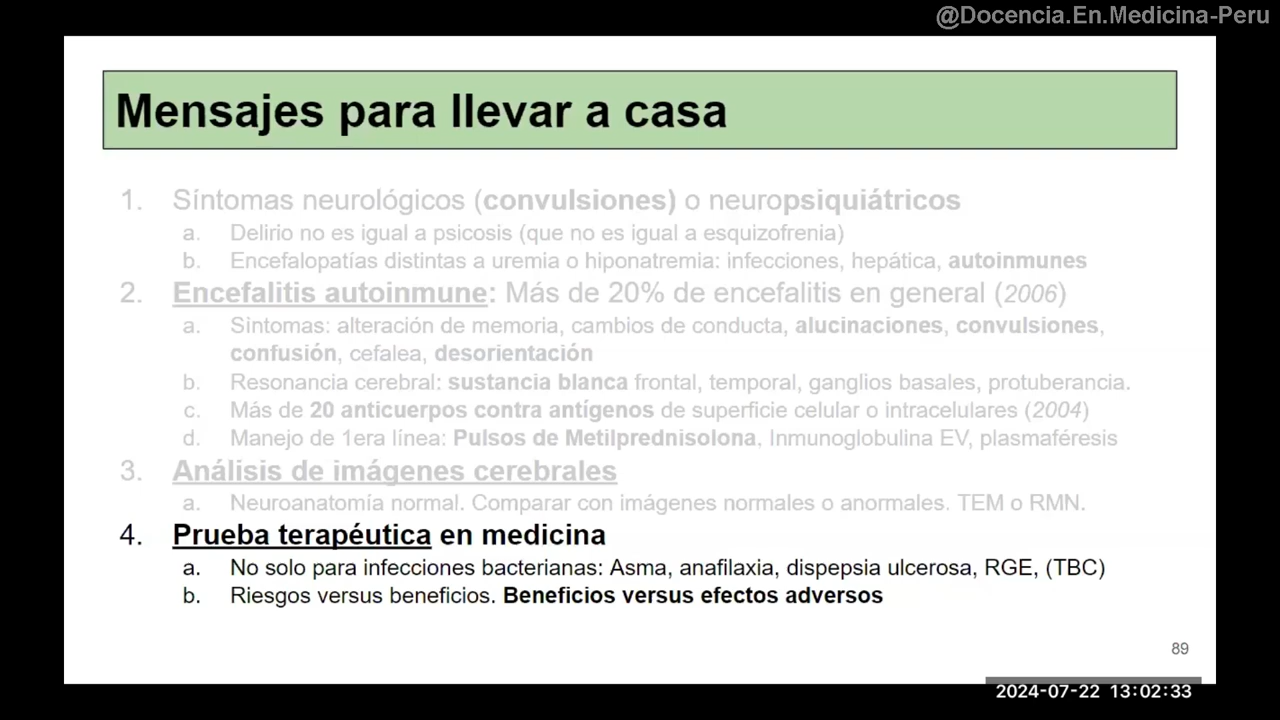 @Docencia.En.Medicina-Peru
Mensajes para llevar a casa
1. Síntomas neurológicos (convulsiones) o neuropsiquiátricos
a. Delirio no es igual a psicosis (que no es igual a esquizofrenia)
b. Encefalopatías distintas a uremia o hiponatremia: infecciones, hepática, autoinmunes
2. Encefalitis autoinmune: Más de 20% de encefalitis en general (2006)
a. Síntomas: alteración de memoria, cambios de conducta, alucinaciones, convulsiones,
confusión, cefalea, desorientación
b. Resonancia cerebral: sustancia blanca frontal, temporal, ganglios basales, protuberancia.
c. Más de 20 anticuerpos contra antígenos de superficie celular o intracelulares (2004)
d. Manejo de 1era línea: Pulsos de Metilprednisolona, Inmunoglobulina EV, plasmaféresis
3. Análisis de imágenes cerebrales
a. Neuroanatomía normal. Comparar con imágenes normales o anormales. TEM o RMN.
4. Prueba terapéutica en medicina
a. No solo para infecciones bacterianas: Asma, anafilaxia, dispepsia ulcerosa, RGE, (TBC)
b. Riesgos versus beneficios. Beneficios versus efectos adversos
89
2024-07-22 13:02:33